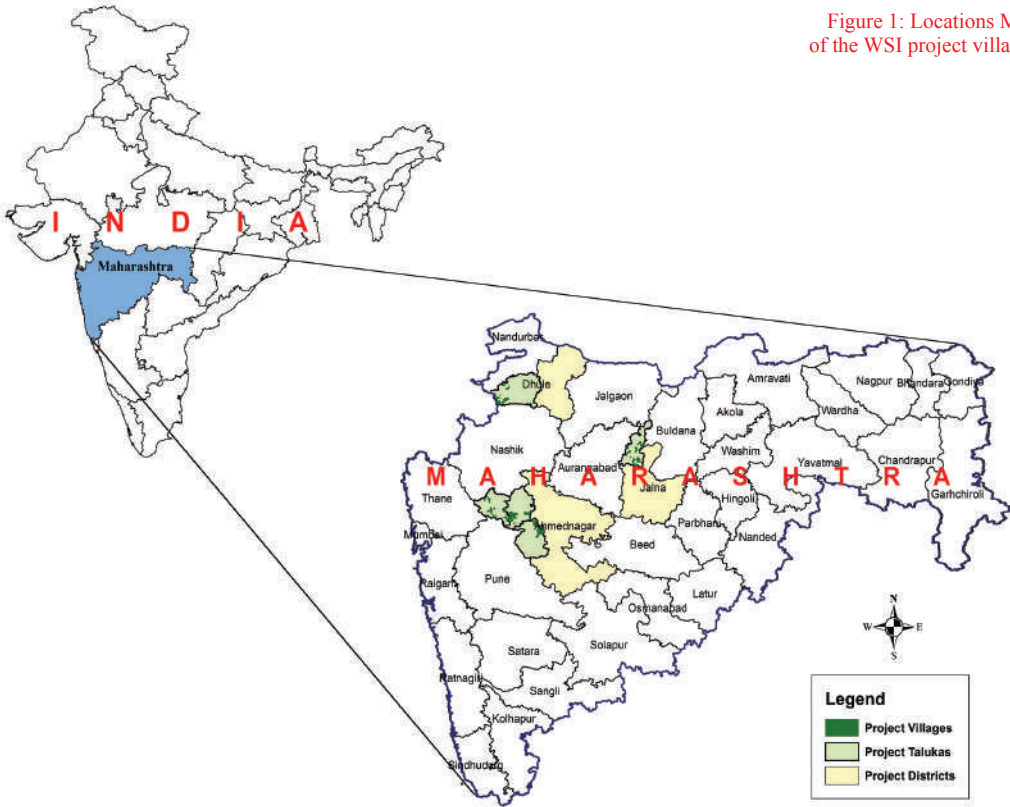 Figure 1: Locations M
of the WSI project villa
I N D I A
Maharashtra
Nandurbar
Dhule
Jalgaon
Amravati
Nagpur
Bhandara
Gondiya
Akola
Wardha
Buldana
Nashik
Washim
Aurangabad
Yavatmal
Chandrapur
M A H A R A S H T R A
Thane
Jalna
Hingoli
Garhchiroli
Ahmednagar
Parbhani
Mumbai
Beed
Nanded
Pune
Raigarh
Latur
Osmanabad
N
W E
S
Satara
Solapur
Ratnagiri
Sangli
Kolhapur
Sindhudurg
Legend
Project Villages
Project Talukas
Project Districts